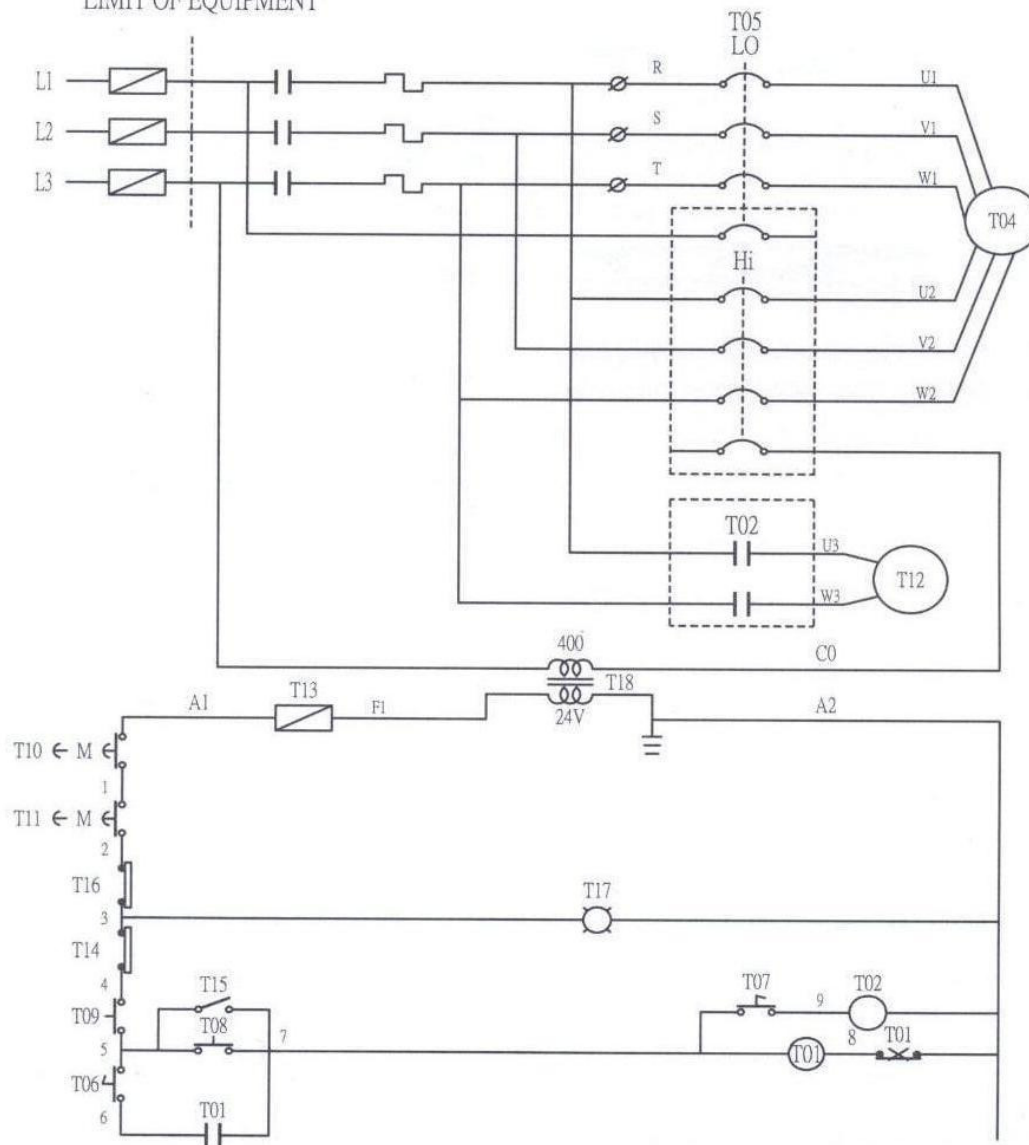 LIMIT OF EQUIPMENT
T05
LO
L1
R
U1
L2
S
V1
L3
T
W1
T04
Hi
U2
V2
W2
T02
U3
T12
W3
400
C0
T18
24V
A1
T13
F1
A2
T10 M
1
T11 M
2
T16
T17
3
T14
4
T15
T07
9
T02
T09
T08
7
8
T01
5
T01
T06
6
T01